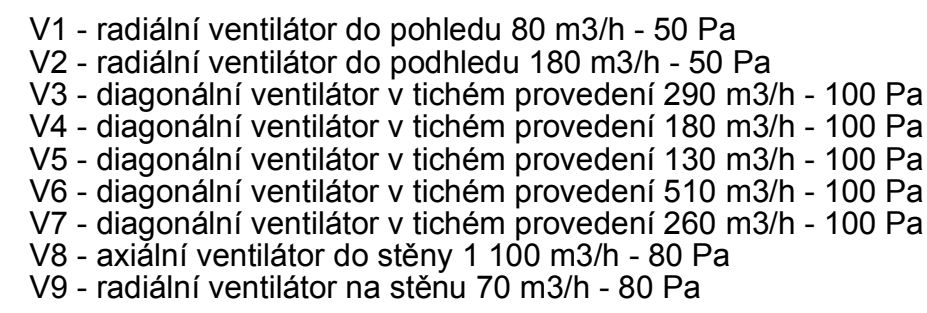 V1 - radiální ventilátor do pohledu 80 m3/h - 50 Pa
V2 - radiální ventilátor do podhledu 180 m3/h - 50 Pa
V3 - diagonální ventilátor v tichém provedení 290 m3/h - 100 Pa
V4 - diagonální ventilátor v tichém provedení 180 m3/h - 100 Pa
V5 - diagonální ventilátor v tichém provedení 130 m3/h - 100 Pa
V6 - diagonální ventilátor v tichém provedení 510 m3/h - 100 Pa
V7 - diagonální ventilátor v tichém provedení 260 m3/h - 100 Pa
V8 - axiální ventilátor do stěny 1 100 m3/h - 80 Pa
V9 - radiální ventilátor na stěnu 70 m3/h - 80 Pa